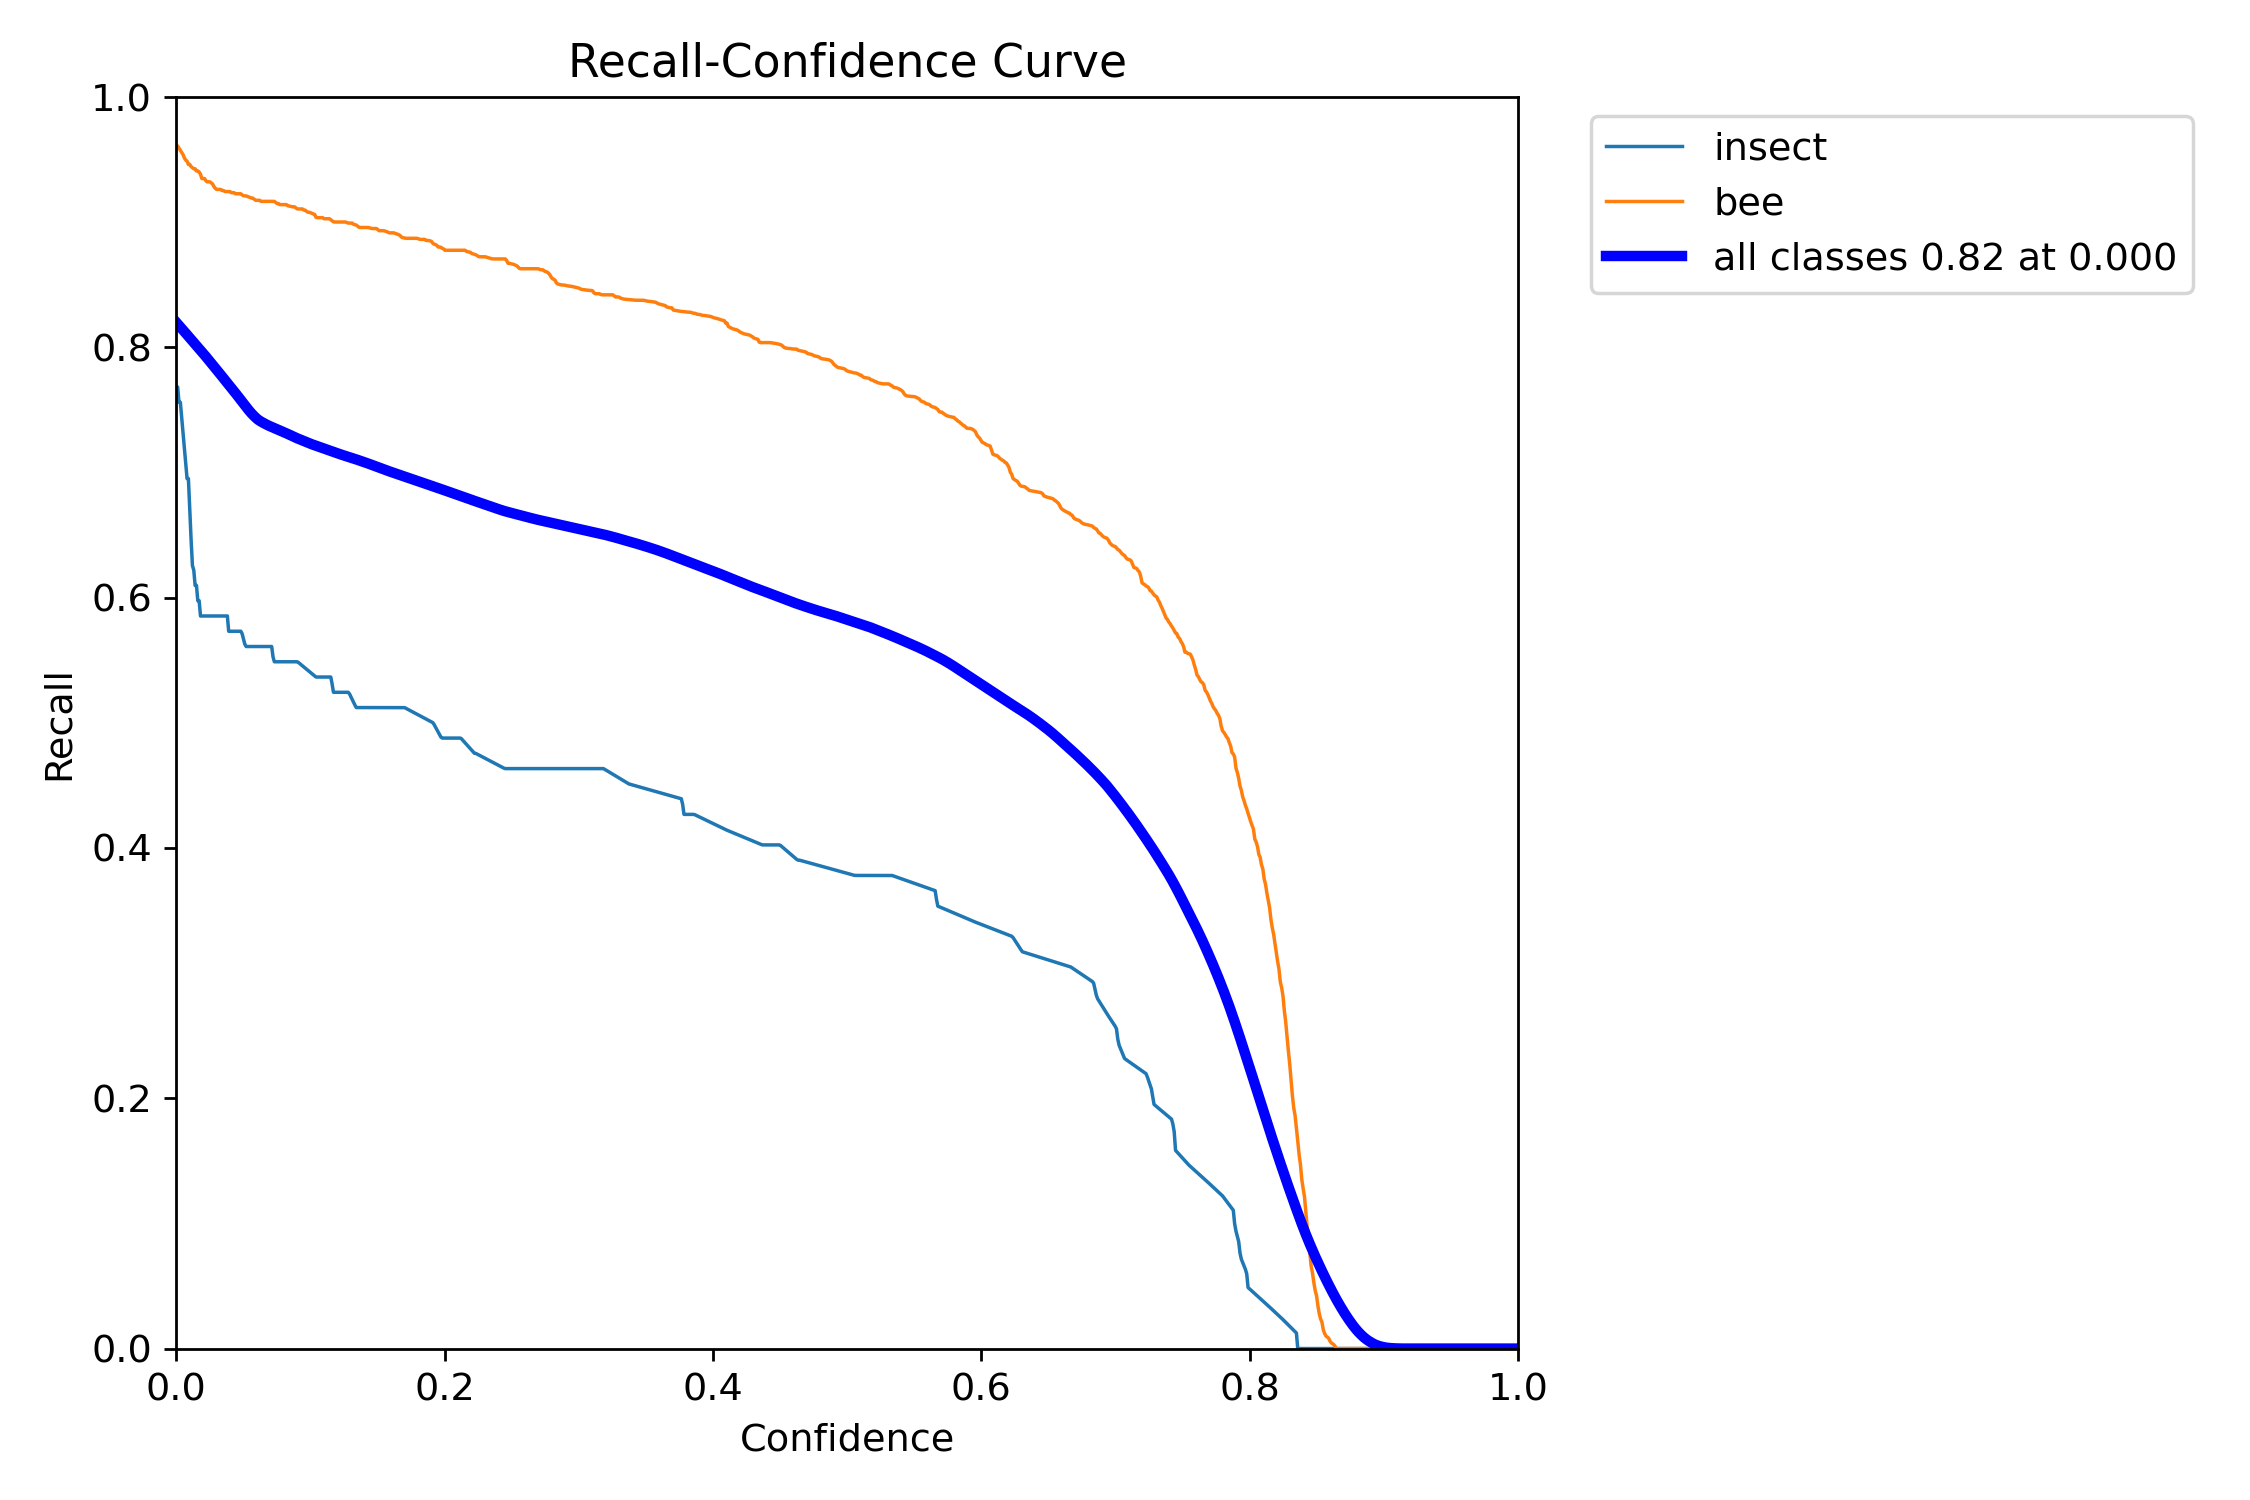 Recall-Confidence Curve
1.0
0.8
0.6
0.4
0.2
0.0
Recall
0.0 0.2 0.4 0.6 0.8 1.0
Confidence
insect
bee
all classes 0.82 at 0.000